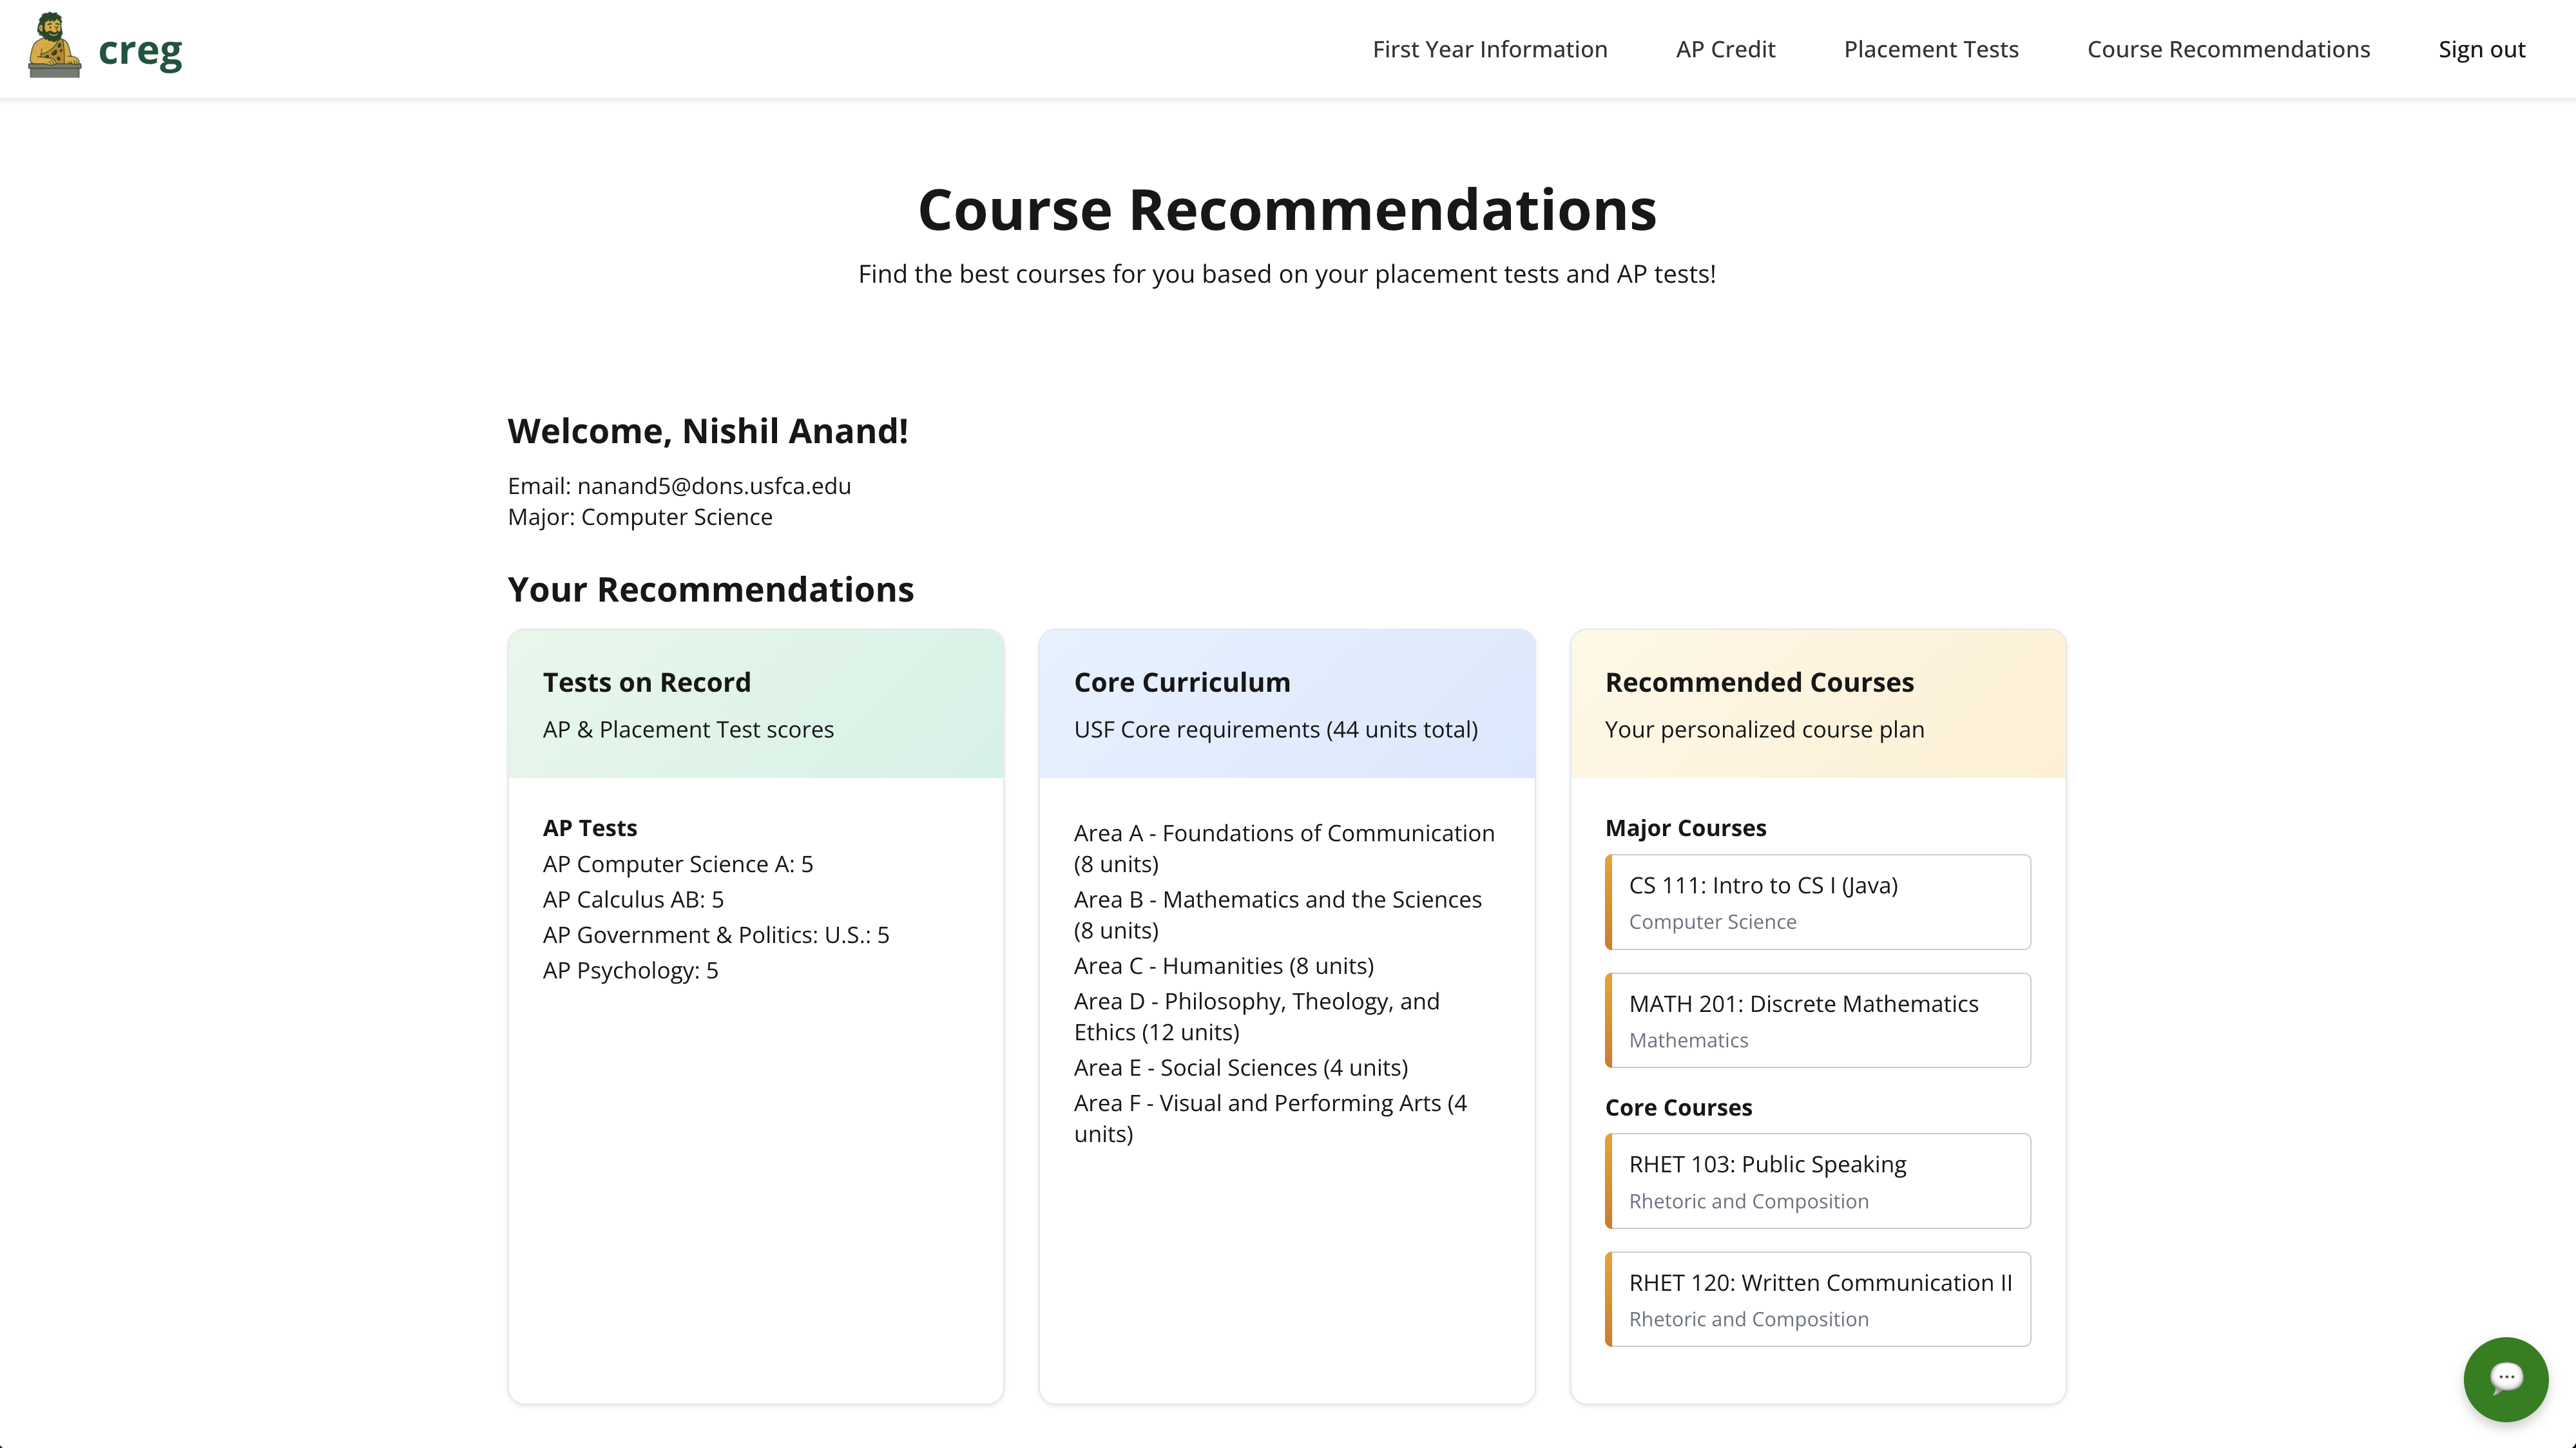 creg
First Year Information
AP Credit
Placement Tests
Course Recommendations
Sign out
Course Recommendations
Find the best courses for you based on your placement tests and AP tests!
Welcome, Nishil Anand!
Email: nanand5@dons.usfca.edu
Major: Computer Science
Your Recommendations
Tests on Record
AP & Placement Test scores
AP Tests
AP Computer Science A: 5
AP Calculus AB: 5
AP Government & Politics: U.S.: 5
AP Psychology: 5
Core Curriculum
USF Core requirements (44 units total)
Area A - Foundations of Communication
(8 units)
Area B - Mathematics and the Sciences
(8 units)
Area C - Humanities (8 units)
Area D - Philosophy, Theology, and
Ethics (12 units)
Area E - Social Sciences (4 units)
Area F - Visual and Performing Arts (4
units)
Recommended Courses
Your personalized course plan
Major Courses
CS 111: Intro to CS I (Java)
Computer Science
MATH 201: Discrete Mathematics
Mathematics
Core Courses
RHET 103: Public Speaking
Rhetoric and Composition
RHET 120: Written Communication II
Rhetoric and Composition